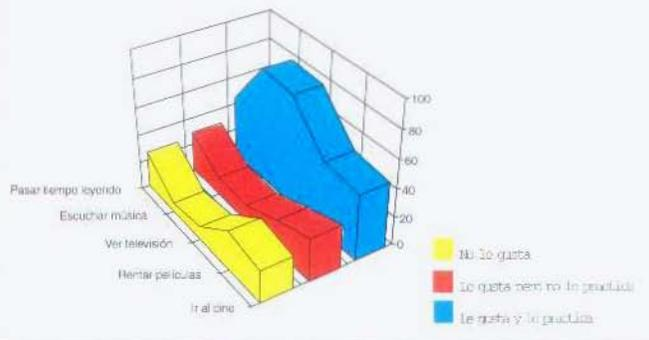 100
80
60
40
20
0
Pasar tiempo leyendo
Escuchar música
Ver televisión
Rentar películas
Ir al cine
No le gusta
Le gusta pero no lo practica
Le gusta y lo practica